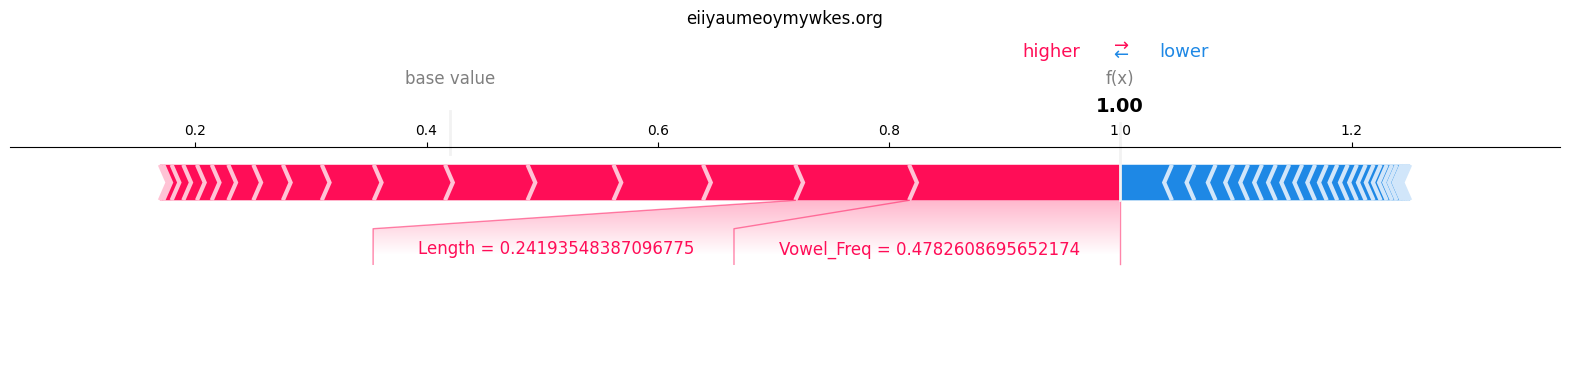 eiiyaumeoymywkes.org
higher → ← lower
base value f(x)
1.00
0.2 0.4 0.6 0.8 1 0 1.2
Length = 0.24193548387096775 Vowel_Freq = 0.4782608695652174